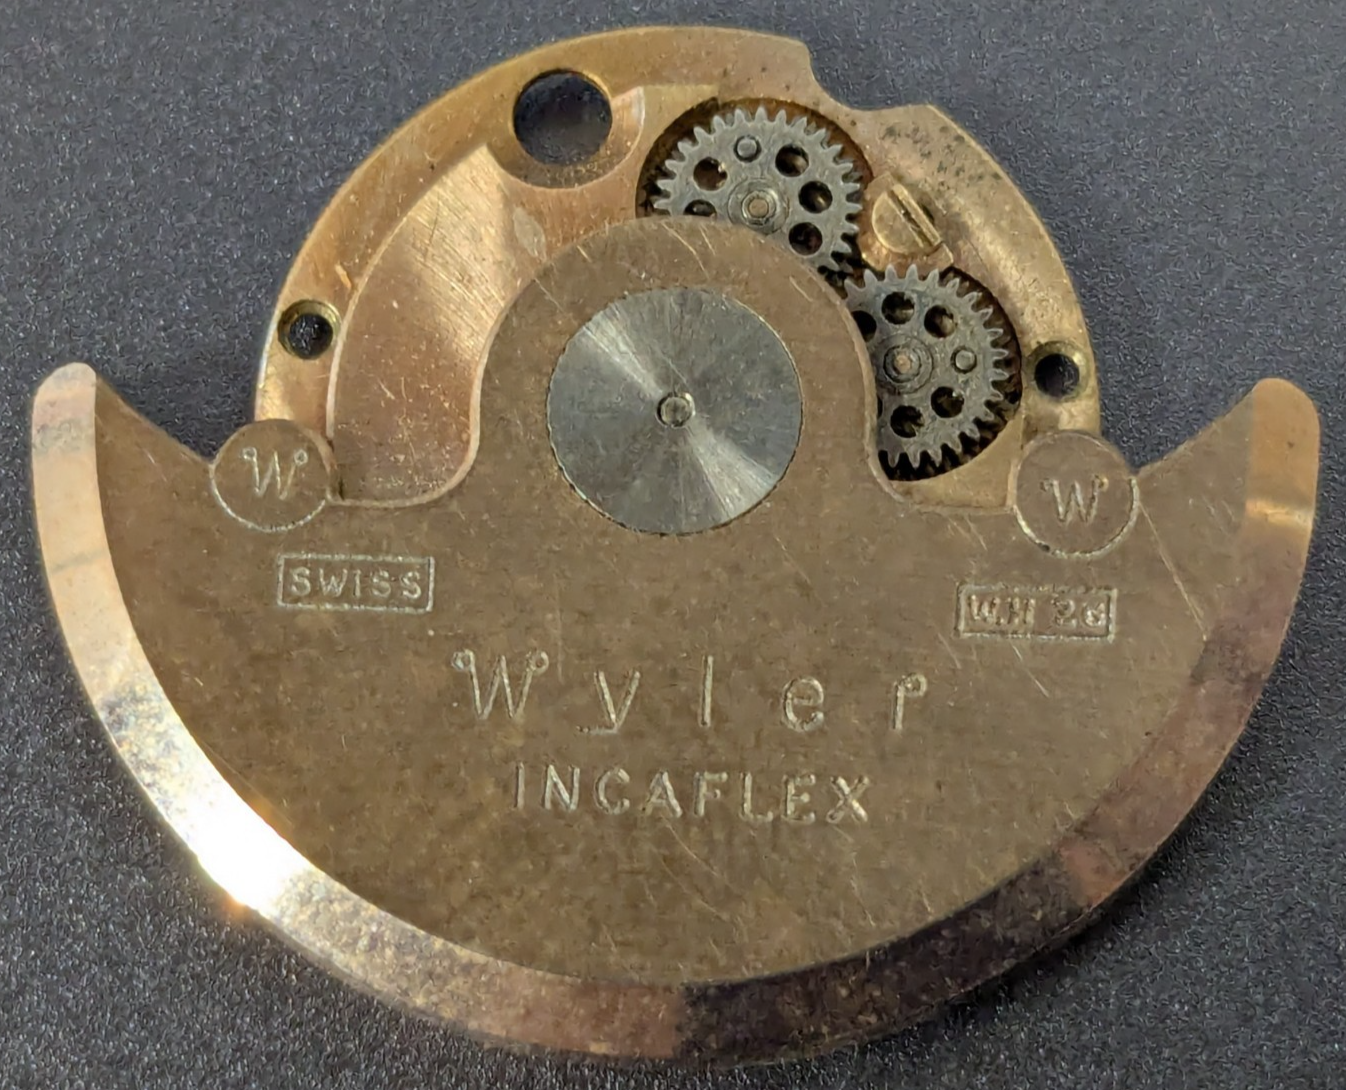 W W
SWISS
WH 26
Wyler
INCAFLEX